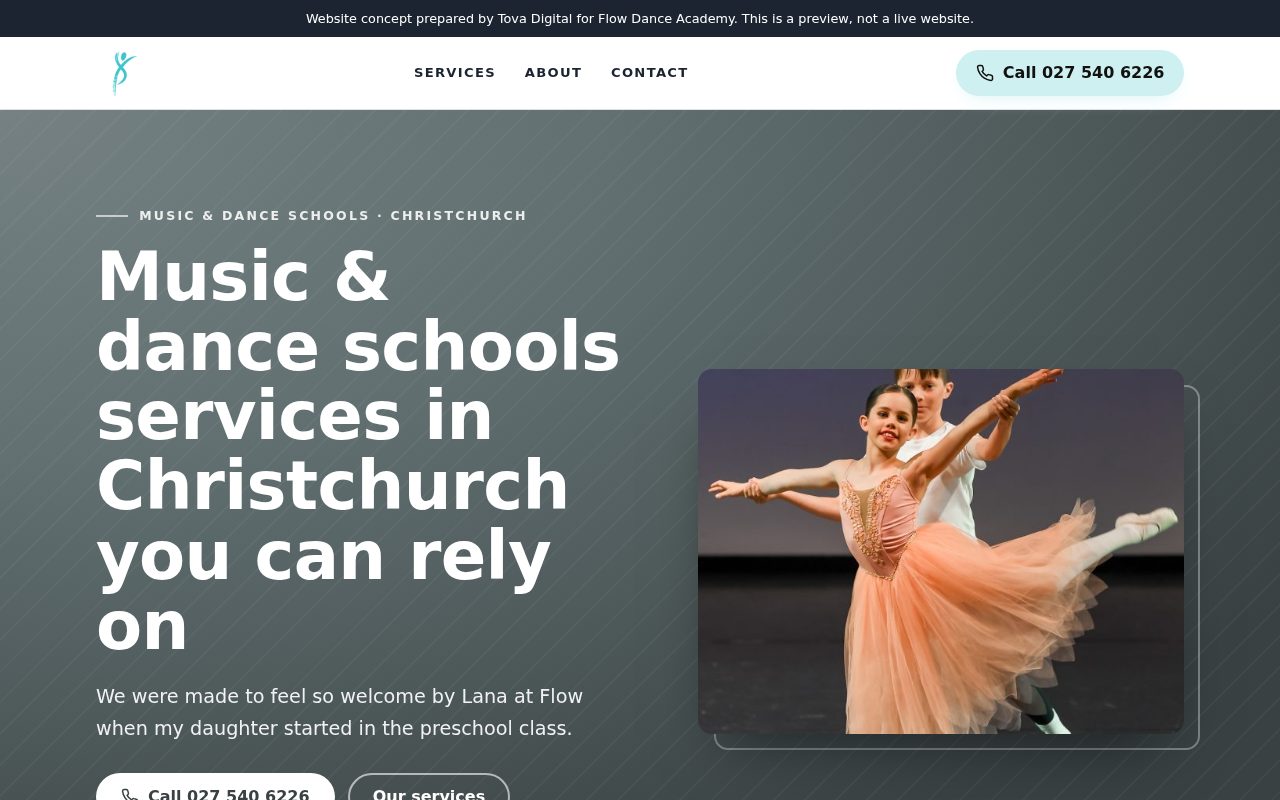 Website concept prepared by Tova Digital for Flow Dance Academy. This is a preview, not a live website.
SERVICES ABOUT CONTACT
Call 027 540 6226
MUSIC & DANCE SCHOOLS · CHRISTCHURCH
Music &
dance schools
services in
Christchurch
you can rely
on
We were made to feel so welcome by Lana at Flow
when my daughter started in the preschool class.
Call 027 540 6226
Our services